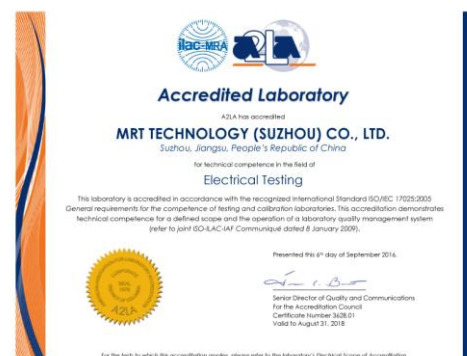 ilac-MRA
A2LA
Accredited Laboratory
A2LA has accredited
MRT TECHNOLOGY (SUZHOU) CO., LTD.
Suzhou, Jiangsu, People's Republic of China
for technical competence in the field of
Electrical Testing
This laboratory is accredited in accordance with the recognized International Standard ISO/IEC 17025:2005
General requirements for the competence of testing and calibration laboratories. This accreditation demonstrates
technical competence for a defined scope and the operation of a laboratory quality management system
(refer to joint ISO-ILAC-IAF Communiqué dated 8 January 2009).
Presented this 6th day of September 2016.
Senior Director of Quality and Communications
For the Accreditation Council
Certificate Number 3628.01
Valid to August 31, 2018
CORPORATE
SEAL
A2LA
For the tests to which this accreditation applies, please refer to the laboratory's Electrical Scope of Accreditation.